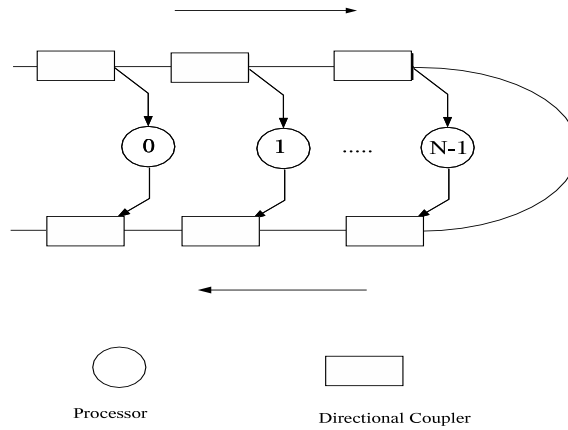 0 1 ..... N-1
Processor
Directional Coupler